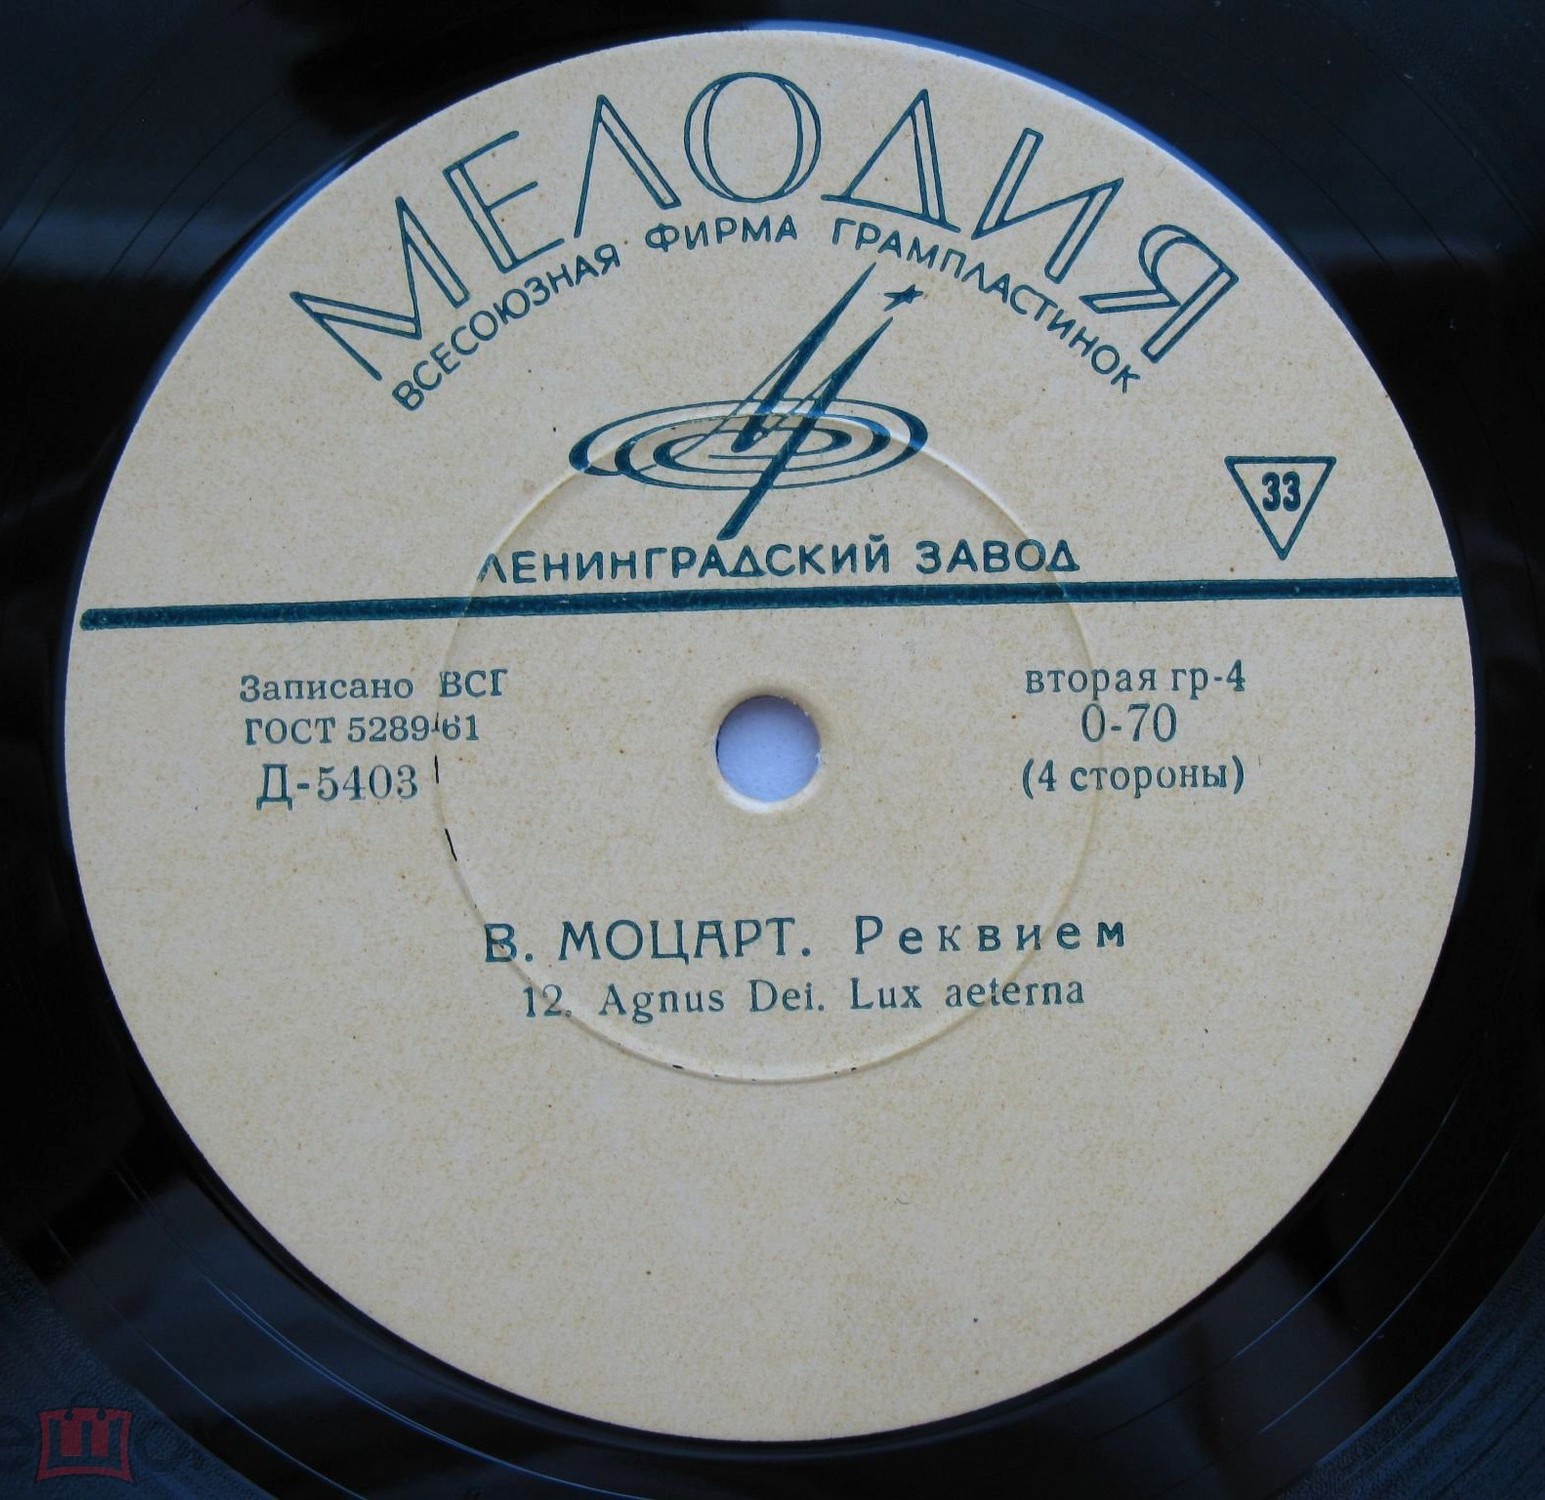 МЕЛОДИЯ
ВСЕСОЮЗНАЯ ФИРМА ГРАМПЛАСТИНОК
33
ЛЕНИНГРАДСКИЙ ЗАВОД
Записано ВСГ
ГОСТ 5289-61
Д-5403
вторая гр-4
0-70
(4 стороны)
В. МОЦАРТ. Реквием
12. Agnus Dei. Lux aeterna